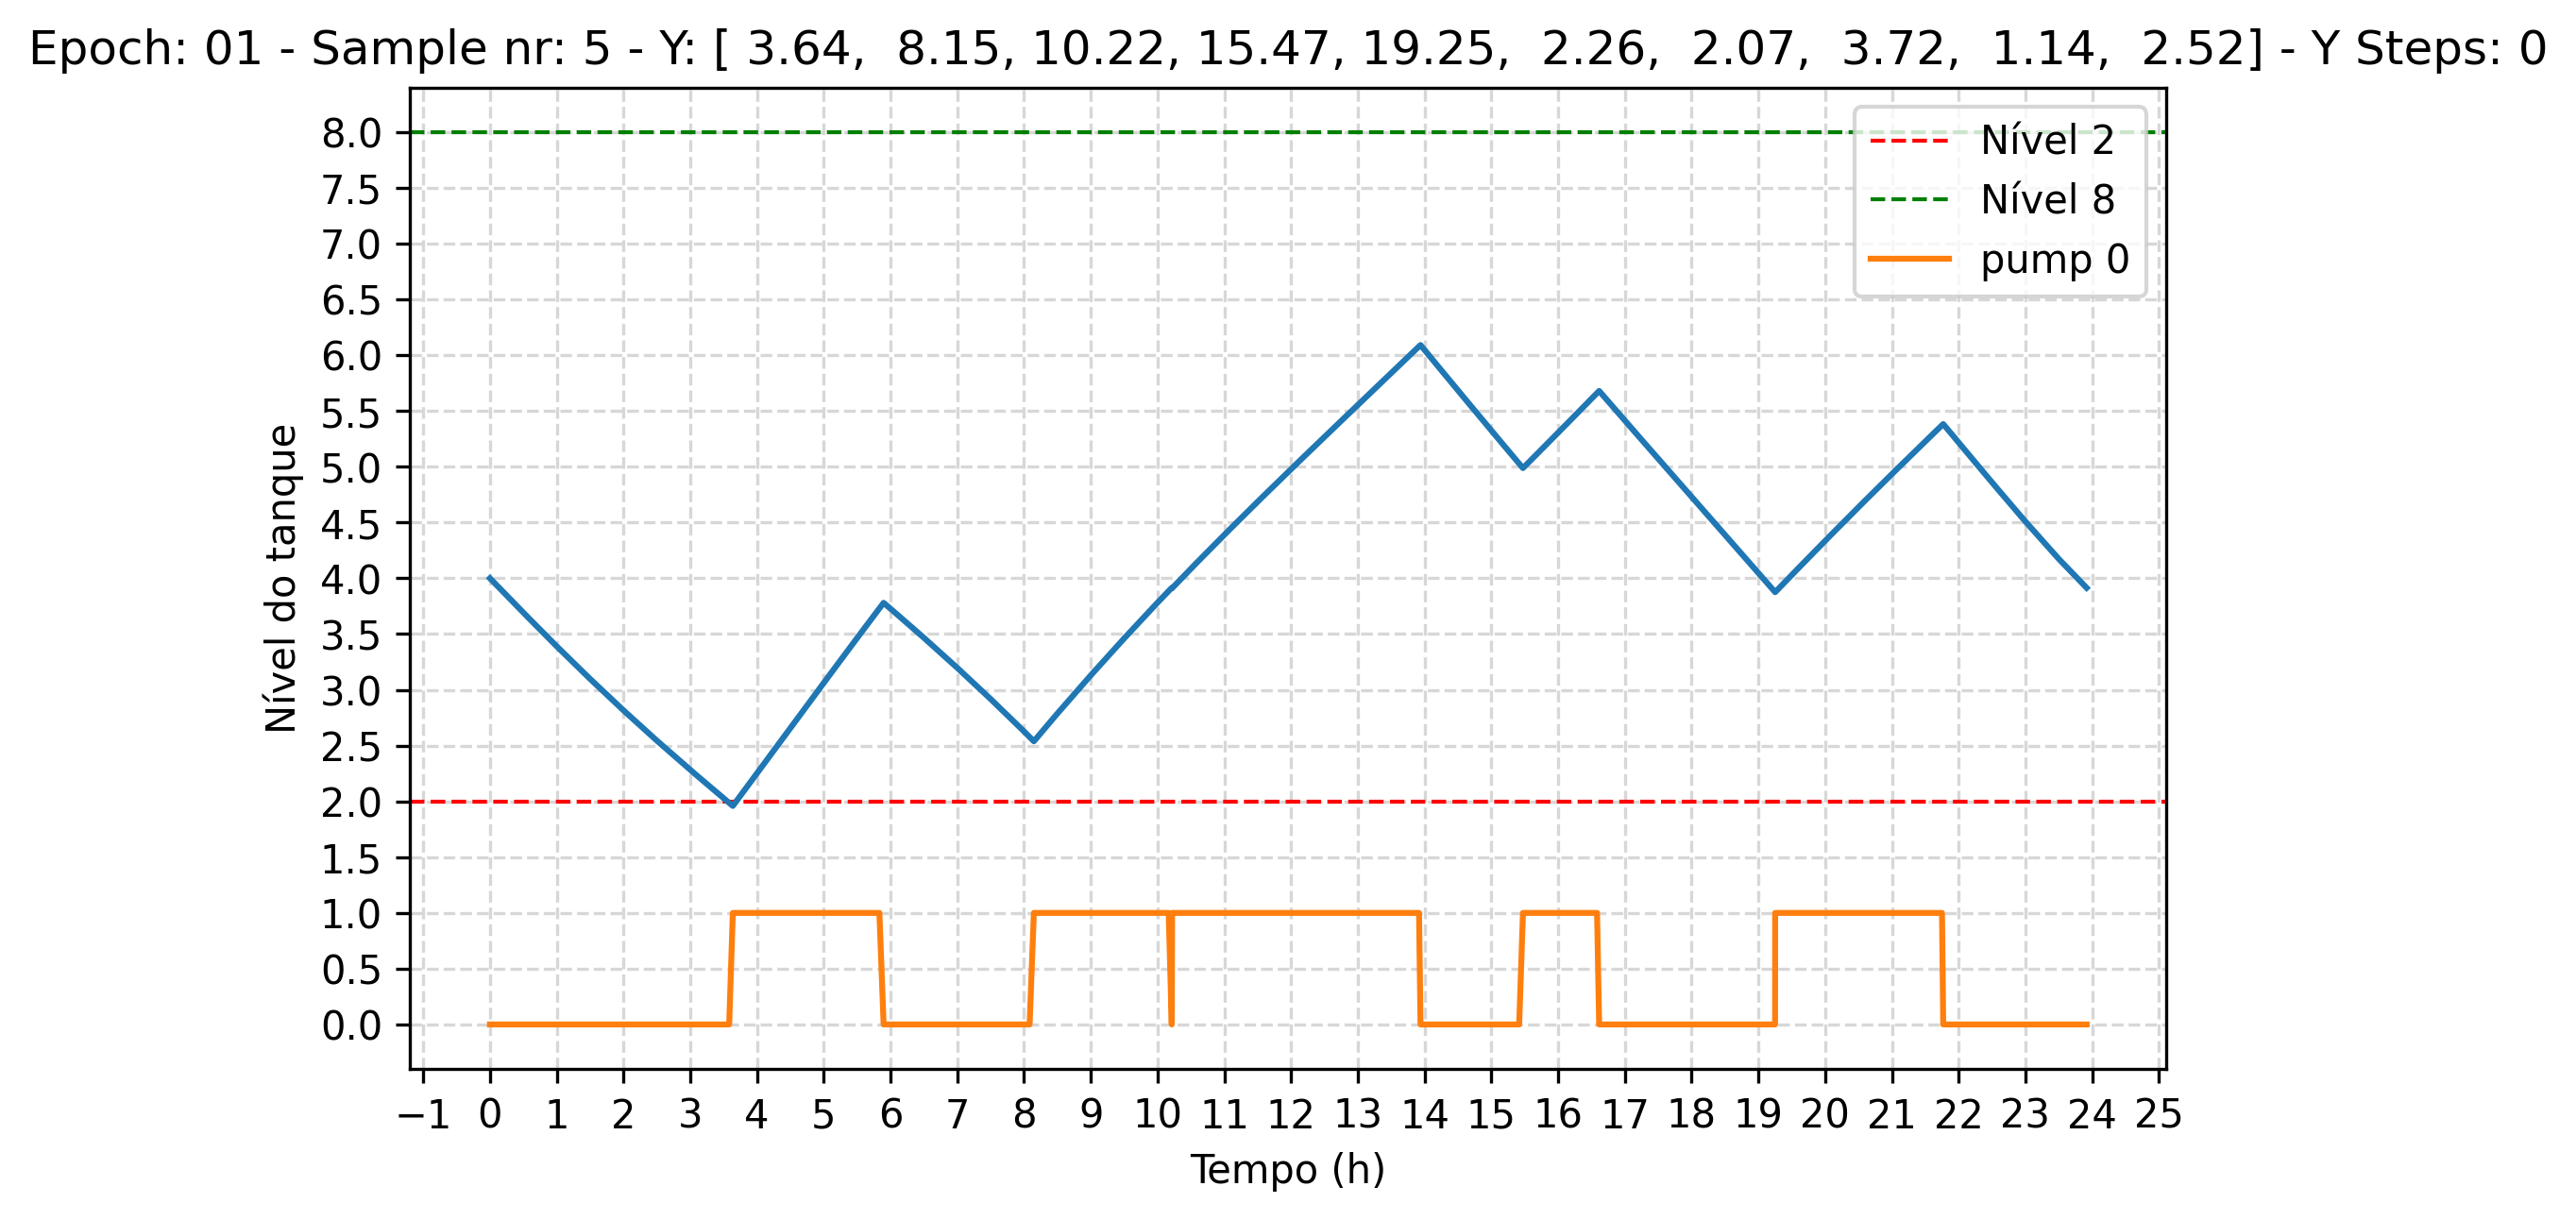 Epoch: 01 - Sample nr: 5 - Y: [ 3.64,  8.15, 10.22, 15.47, 19.25,  2.26,  2.07,  3.72,  1.14,  2.52] - Y Steps: 0
Nível 2
Nível 8
pump 0
8.0
7.5
7.0
6.5
6.0
5.5
5.0
4.5
4.0
3.5
3.0
2.5
2.0
1.5
1.0
0.5
0.0
Nível do tanque
−1 0 1 2 3 4 5 6 7 8 9 10 11 12 13 14 15 16 17 18 19 20 21 22 23 24 25
Tempo (h)